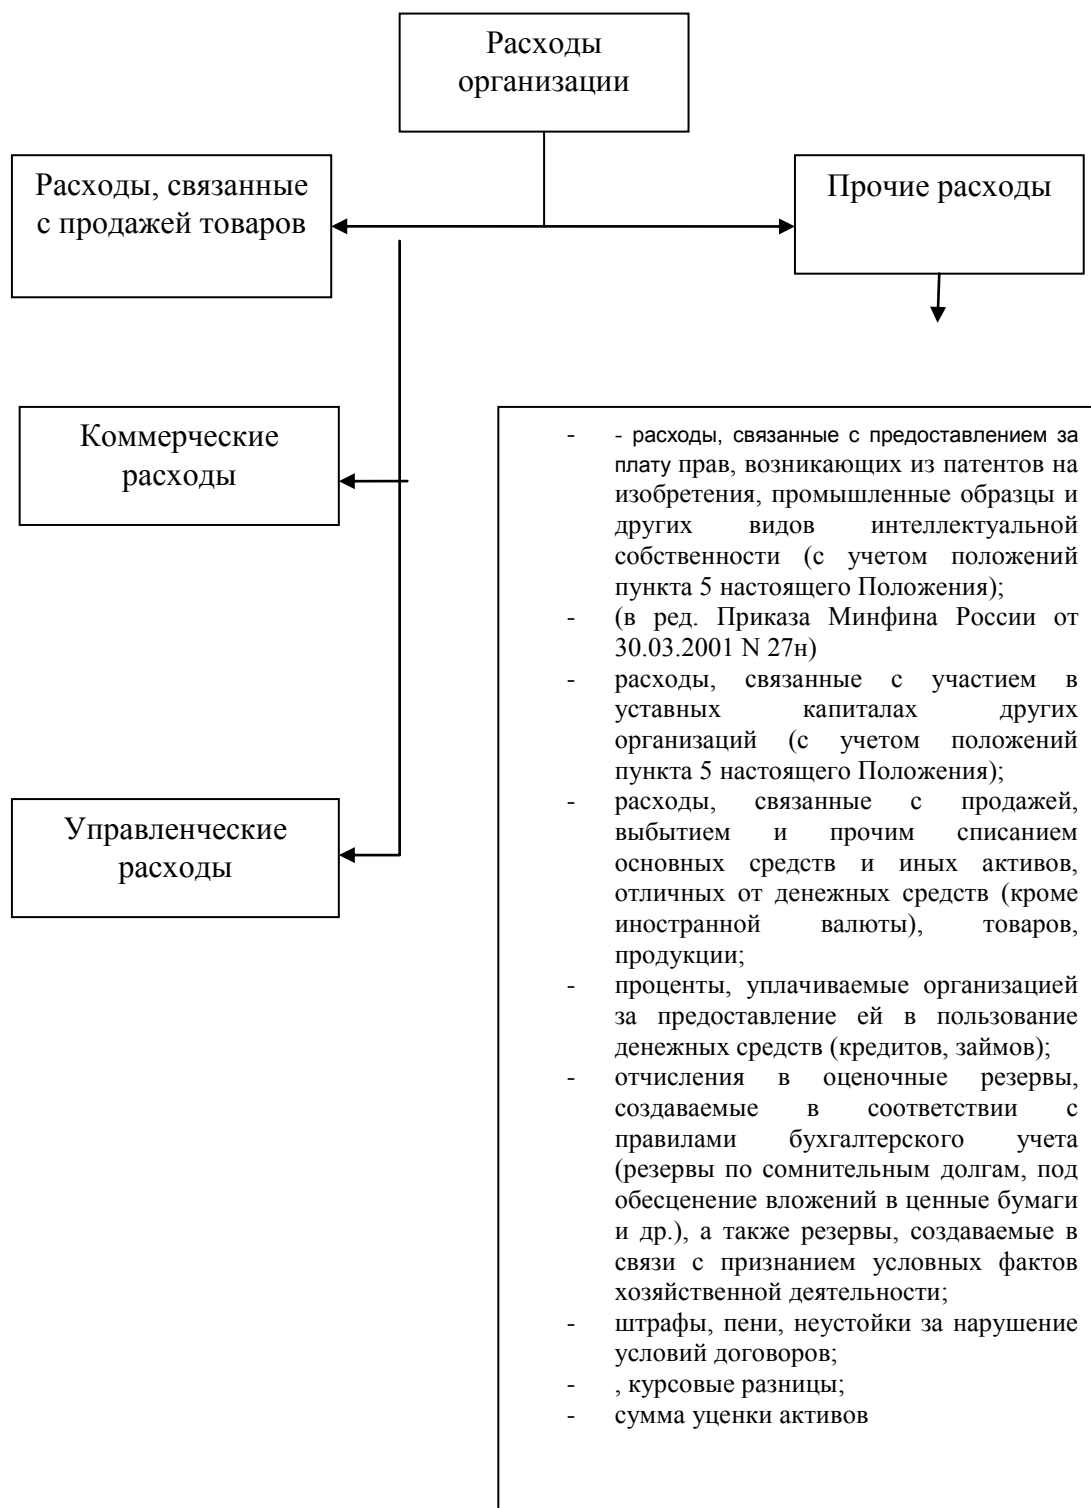 Расходы
организации
Расходы, связанные
с продажей товаров
Прочие расходы
Коммерческие
расходы
Управленческие
расходы
- - расходы, связанные с предоставлением за
плату прав, возникающих из патентов на
изобретения, промышленные образцы и
других видов интеллектуальной
собственности (с учетом положений
пункта 5 настоящего Положения);
- (в ред. Приказа Минфина России от
30.03.2001 N 27н)
- расходы, связанные с участием в
уставных капиталах других
организаций (с учетом положений
пункта 5 настоящего Положения);
- расходы, связанные с продажей,
выбытием и прочим списанием
основных средств и иных активов,
отличных от денежных средств (кроме
иностранной валюты), товаров,
продукции;
- проценты, уплачиваемые организацией
за предоставление ей в пользование
денежных средств (кредитов, займов);
- отчисления в оценочные резервы,
создаваемые в соответствии с
правилами бухгалтерского учета
(резервы по сомнительным долгам, под
обесценение вложений в ценные бумаги
и др.), а также резервы, создаваемые в
связи с признанием условных фактов
хозяйственной деятельности;
- штрафы, пени, неустойки за нарушение
условий договоров;
- , курсовые разницы;
- сумма уценки активов